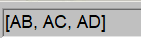 [AB, AC, AD]